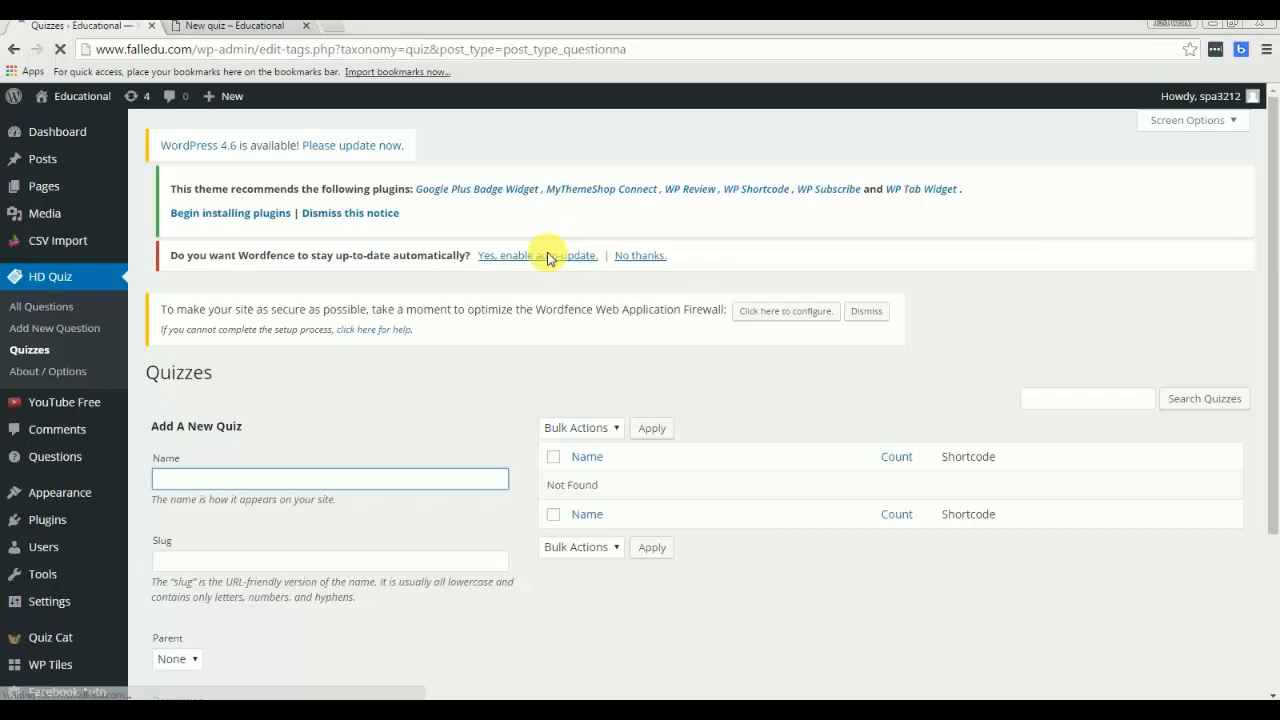 Quizzes ‹ Educational —
New quiz – Educational
www.falledu.com/wp-admin/edit-tags.php?taxonomy=quiz&post_type=post_type_questionna
Apps For quick access, place your bookmarks here on the bookmarks bar. Import bookmarks now...
Educational 4 0 New Howdy, spa3212
Screen Options
Dashboard
Posts
Pages
Media
CSV Import
HD Quiz
All Questions
Add New Question
Quizzes
About / Options
YouTube Free
Comments
Questions
Appearance
Plugins
Users
Tools
Settings
Quiz Cat
WP Tiles
Facebook Auto
WordPress 4.6 is available! Please update now.
This theme recommends the following plugins: Google Plus Badge Widget , MyThemeShop Connect , WP Review , WP Shortcode , WP Subscribe and WP Tab Widget .
Begin installing plugins | Dismiss this notice
Do you want Wordfence to stay up-to-date automatically? Yes, enable auto-update. | No thanks.
To make your site as secure as possible, take a moment to optimize the Wordfence Web Application Firewall: Click here to configure. Dismiss
If you cannot complete the setup process, click here for help.
Quizzes
Search Quizzes
Add A New Quiz
Name
The name is how it appears on your site.
Slug
The “slug” is the URL-friendly version of the name. It is usually all lowercase and
contains only letters, numbers, and hyphens.
Parent
None
Bulk Actions Apply
Name Count Shortcode
Not Found
Name Count Shortcode
Bulk Actions Apply